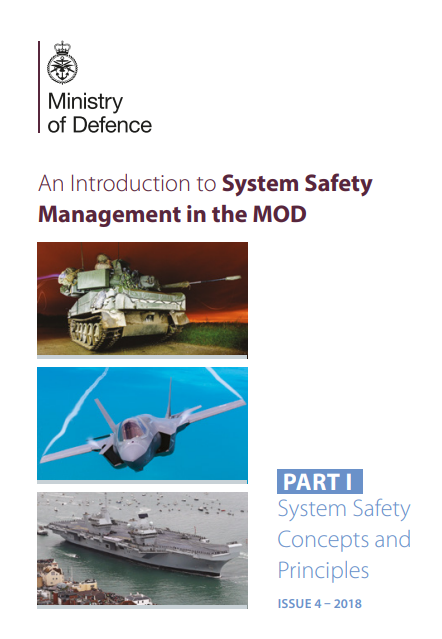 Ministry
of Defence
An Introduction to System Safety
Management in the MOD
PART I
System Safety
Concepts and
Principles
ISSUE 4 – 2018